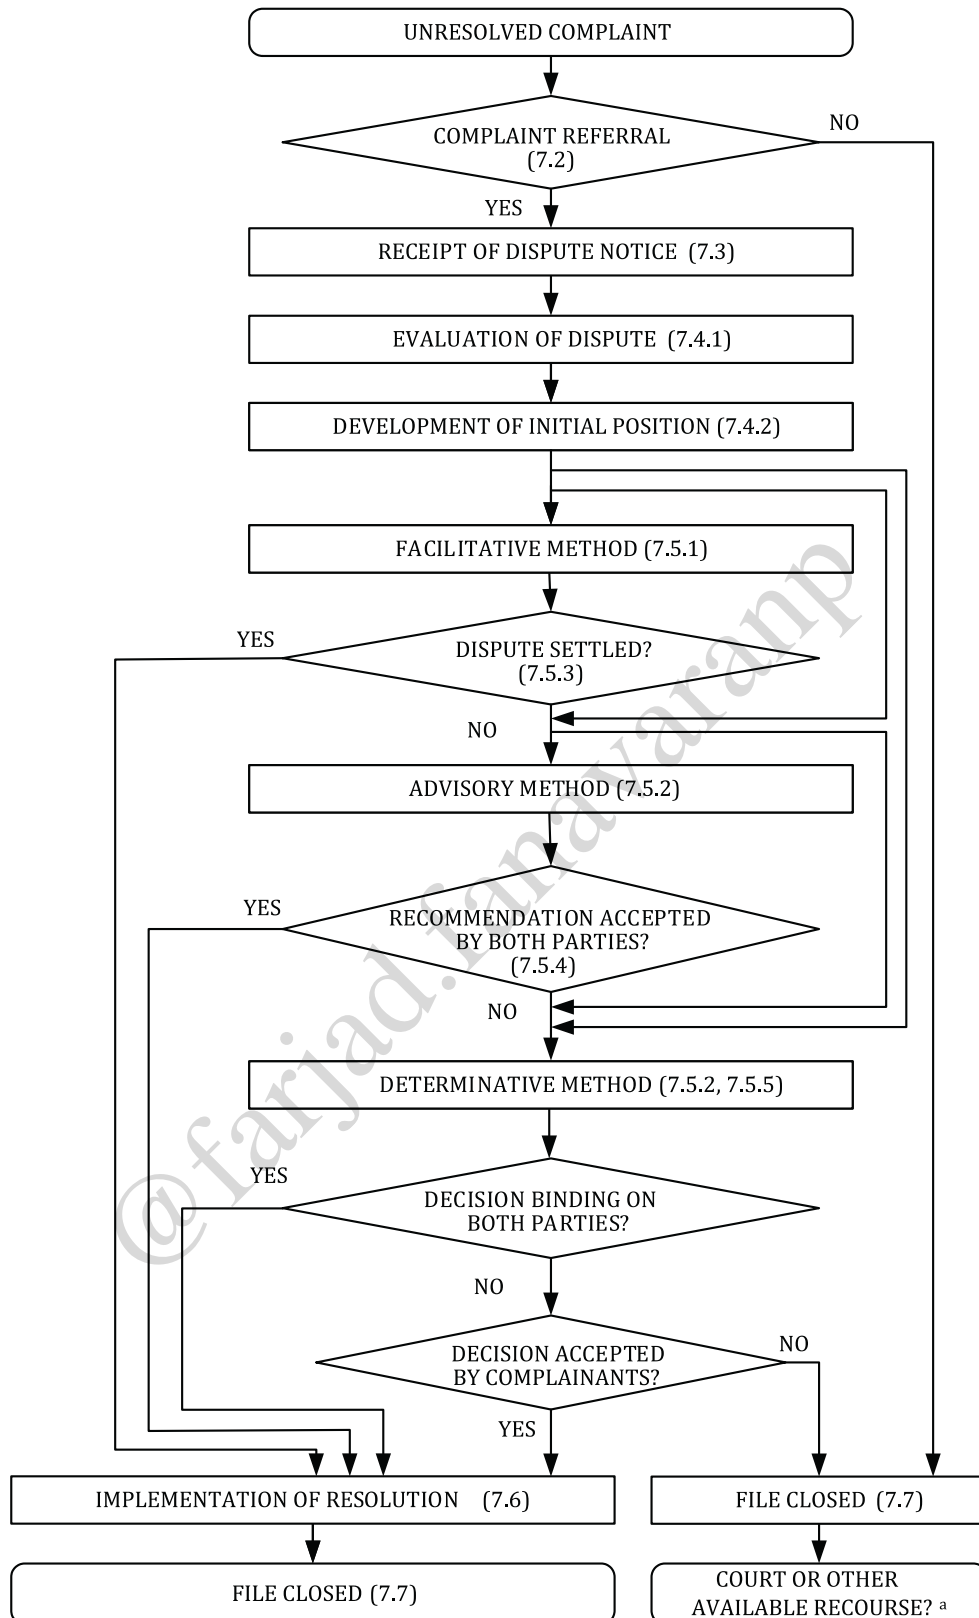 UNRESOLVED COMPLAINT
COMPLAINT REFERRAL
(7.2)
NO
YES
RECEIPT OF DISPUTE NOTICE (7.3)
EVALUATION OF DISPUTE (7.4.1)
DEVELOPMENT OF INITIAL POSITION (7.4.2)
FACILITATIVE METHOD (7.5.1)
YES
DISPUTE SETTLED?
(7.5.3)
NO
ADVISORY METHOD (7.5.2)
YES
RECOMMENDATION ACCEPTED
BY BOTH PARTIES?
(7.5.4)
NO
DETERMINATIVE METHOD (7.5.2, 7.5.5)
YES
DECISION BINDING ON
BOTH PARTIES?
NO
DECISION ACCEPTED
BY COMPLAINANTS?
NO
YES
IMPLEMENTATION OF RESOLUTION (7.6)
FILE CLOSED (7.7)
FILE CLOSED (7.7)
COURT OR OTHER
AVAILABLE RECOURSE? a
@farjad.fanavaranp